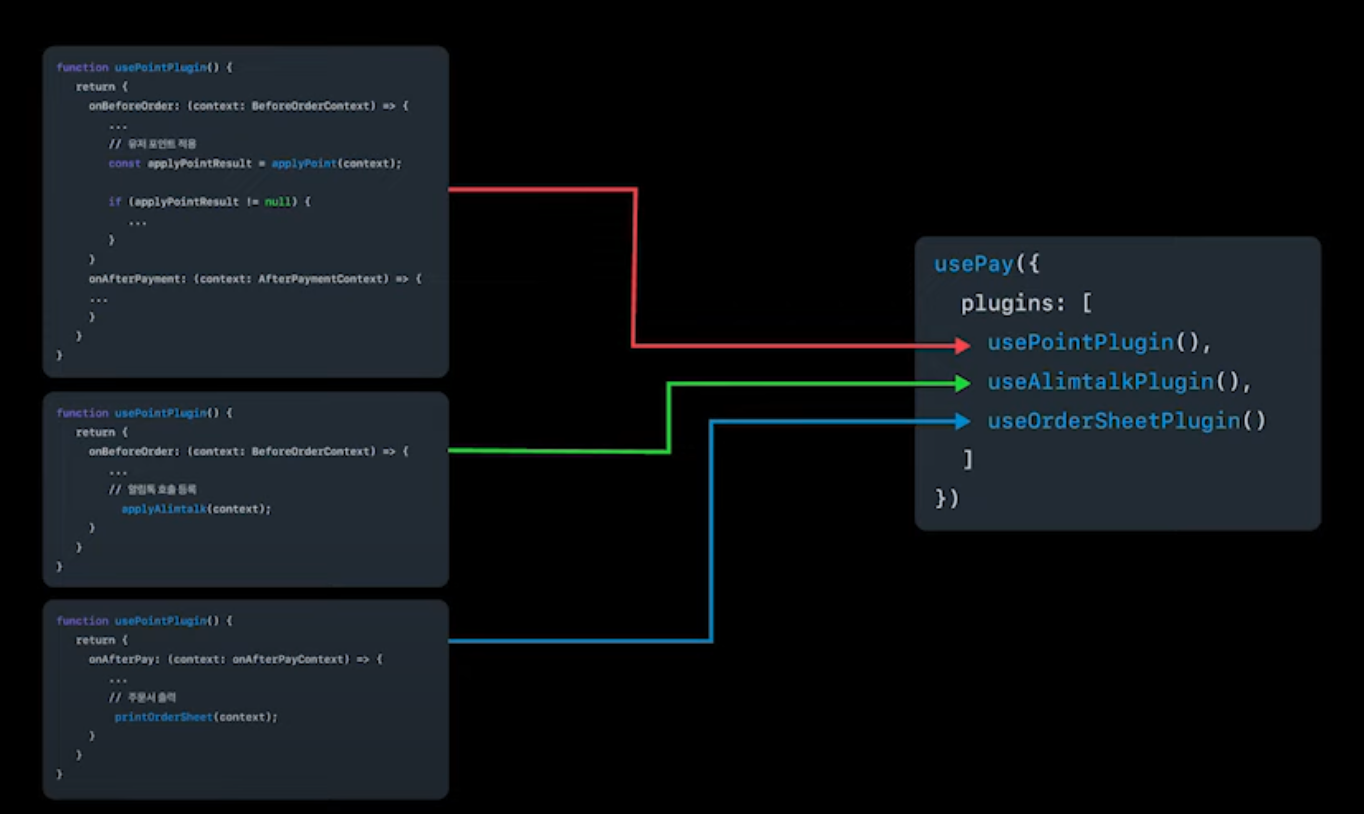 function usePointPlugin() {
return {
onBeforeOrder: (context: BeforeOrderContext) => {
...
// 유저 포인트 적용
const applyPointResult = applyPoint(context);
if (applyPointResult != null) {
...
}
}
onAfterPayment: (context: AfterPaymentContext) => {
...
}
}
}
function usePointPlugin() {
return {
onBeforeOrder: (context: BeforeOrderContext) => {
...
// 알림톡 호출 등록
applyAlimtalk(context);
}
}
}
function usePointPlugin() {
return {
onAfterPay: (context: onAfterPayContext) => {
...
// 주문서 출력
printOrderSheet(context);
}
}
}
usePay({
plugins: [
usePointPlugin(),
useAlimtalkPlugin(),
useOrderSheetPlugin()
]
})